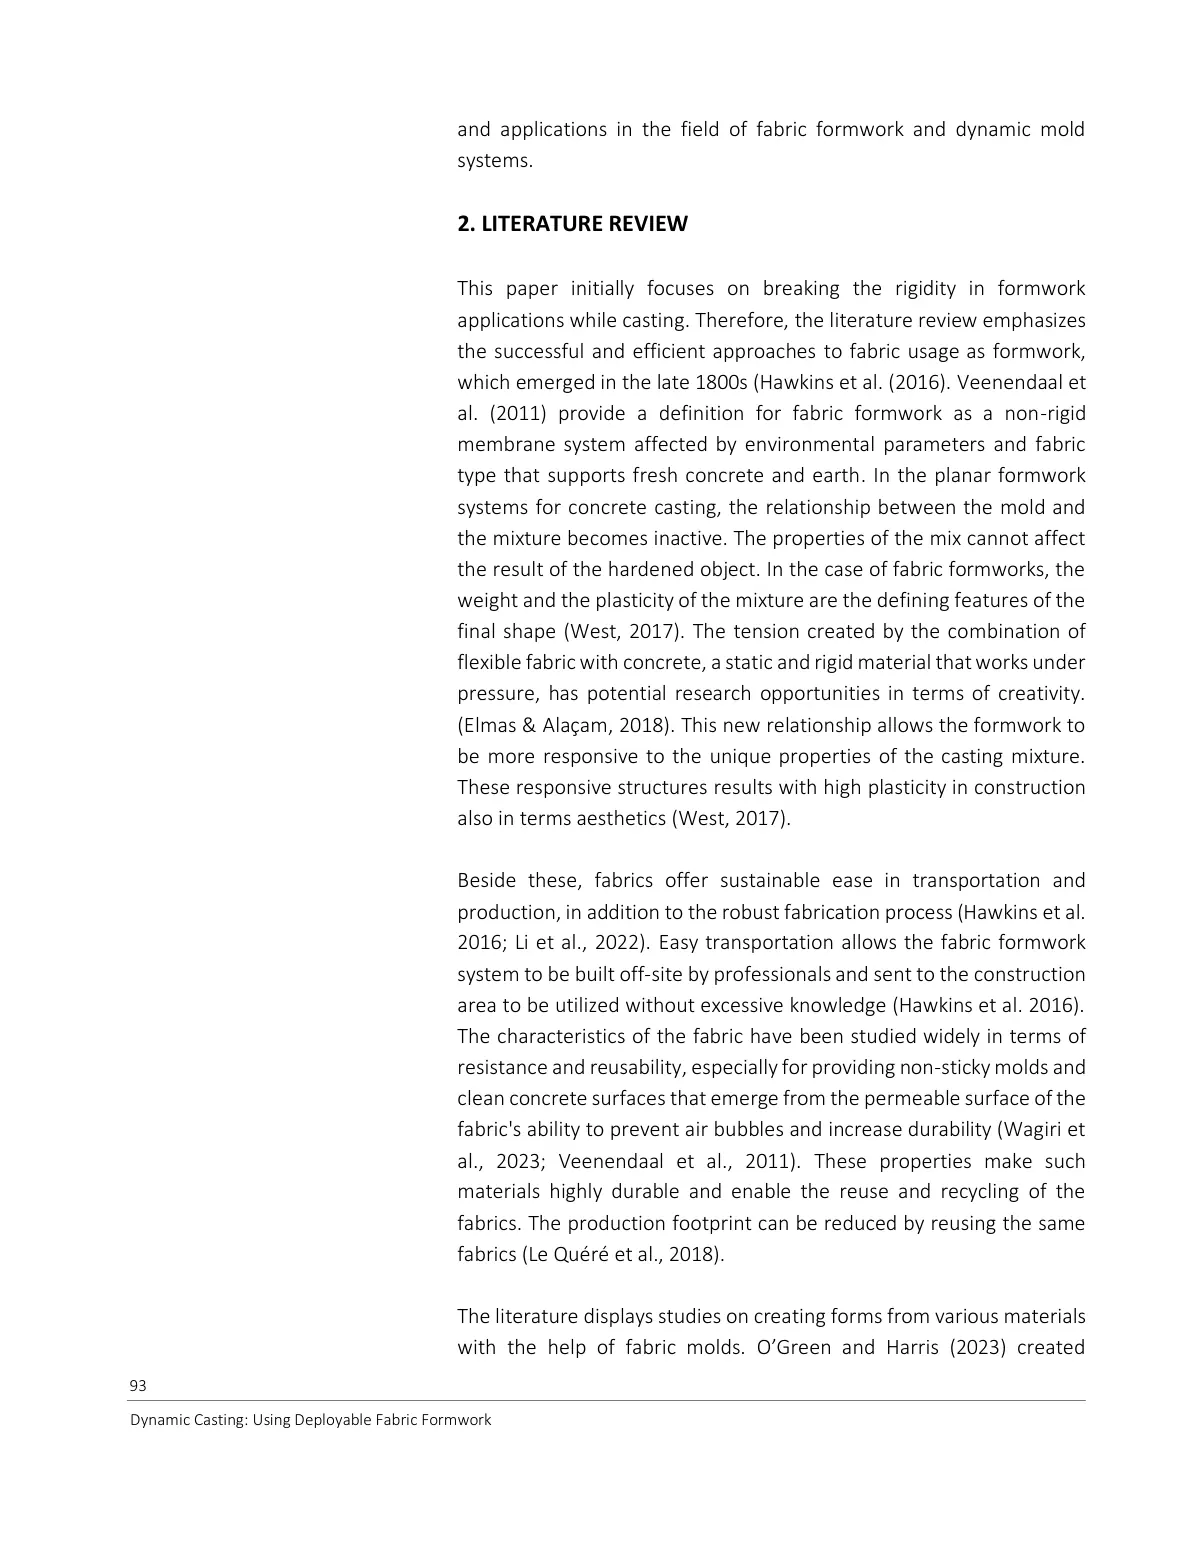 and applications in the field of fabric formwork and dynamic mold
systems.
2. LITERATURE REVIEW
This paper initially focuses on breaking the rigidity in formwork
applications while casting. Therefore, the literature review emphasizes
the successful and efficient approaches to fabric usage as formwork,
which emerged in the late 1800s (Hawkins et al. (2016). Veenendaal et
al. (2011) provide a definition for fabric formwork as a non-rigid
membrane system affected by environmental parameters and fabric
type that supports fresh concrete and earth. In the planar formwork
systems for concrete casting, the relationship between the mold and
the mixture becomes inactive. The properties of the mix cannot affect
the result of the hardened object. In the case of fabric formworks, the
weight and the plasticity of the mixture are the defining features of the
final shape (West, 2017). The tension created by the combination of
flexible fabric with concrete, a static and rigid material that works under
pressure, has potential research opportunities in terms of creativity.
(Elmas & Alaçam, 2018). This new relationship allows the formwork to
be more responsive to the unique properties of the casting mixture.
These responsive structures results with high plasticity in construction
also in terms aesthetics (West, 2017).
Beside these, fabrics offer sustainable ease in transportation and
production, in addition to the robust fabrication process (Hawkins et al.
2016; Li et al., 2022). Easy transportation allows the fabric formwork
system to be built off-site by professionals and sent to the construction
area to be utilized without excessive knowledge (Hawkins et al. 2016).
The characteristics of the fabric have been studied widely in terms of
resistance and reusability, especially for providing non-sticky molds and
clean concrete surfaces that emerge from the permeable surface of the
fabric's ability to prevent air bubbles and increase durability (Wagiri et
al., 2023; Veenendaal et al., 2011). These properties make such
materials highly durable and enable the reuse and recycling of the
fabrics. The production footprint can be reduced by reusing the same
fabrics (Le Quéré et al., 2018).
The literature displays studies on creating forms from various materials
with the help of fabric molds. O’Green and Harris (2023) created
93
Dynamic Casting: Using Deployable Fabric Formwork